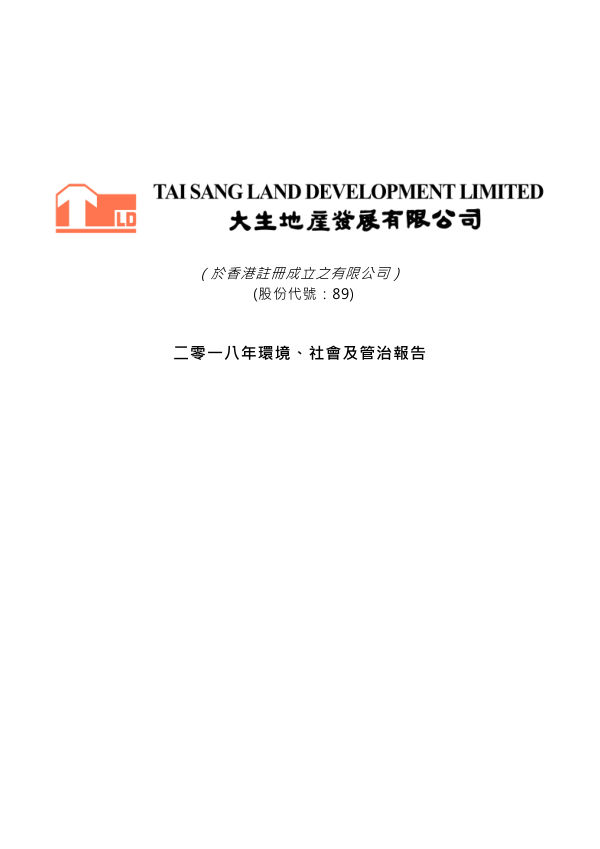 LD
TAI SANG LAND DEVELOPMENT LIMITED
大生地産發展有限公司
(於香港註冊成立之有限公司)
(股份代號：89)
二零一八年環境、社會及管治報告